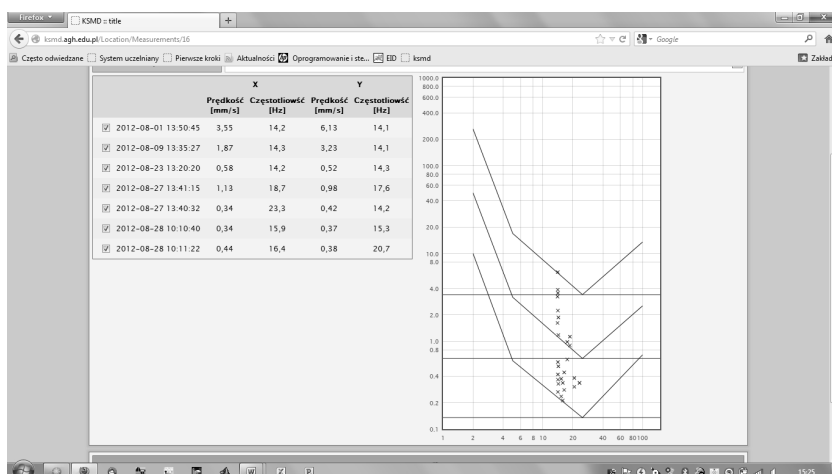 Firefox
KSMD :: title
+
ksmd.agh.edu.pl/Location/Measurements/16
Google
Często odwiedzane System uczelniany Pierwsze kroki Aktualności Oprogramowanie i ste... EID ksmd
Zakład
X Y
Prędkość [mm/s] Częstotliowść [Hz] Prędkość [mm/s] Częstotliowść [Hz]
2012-08-01 13:50:45 3,55 14,2 6,13 14,1
2012-08-09 13:35:27 1,87 14,3 3,23 14,1
2012-08-23 13:20:20 0,58 14,2 0,52 14,3
2012-08-27 13:41:15 1,13 18,7 0,98 17,6
2012-08-27 13:40:32 0,34 23,3 0,42 14,2
2012-08-28 10:10:40 0,34 15,9 0,37 15,3
2012-08-28 10:11:22 0,44 16,4 0,38 20,7
1000.0
800.0
600.0
400.0
200.0
100.0
80.0
60.0
40.0
20.0
10.0
8.0
4.0
2.0
1.0
0.8
0.4
0.2
0.1
1 2 4 6 8 10 20 40 60 80 100
15:25